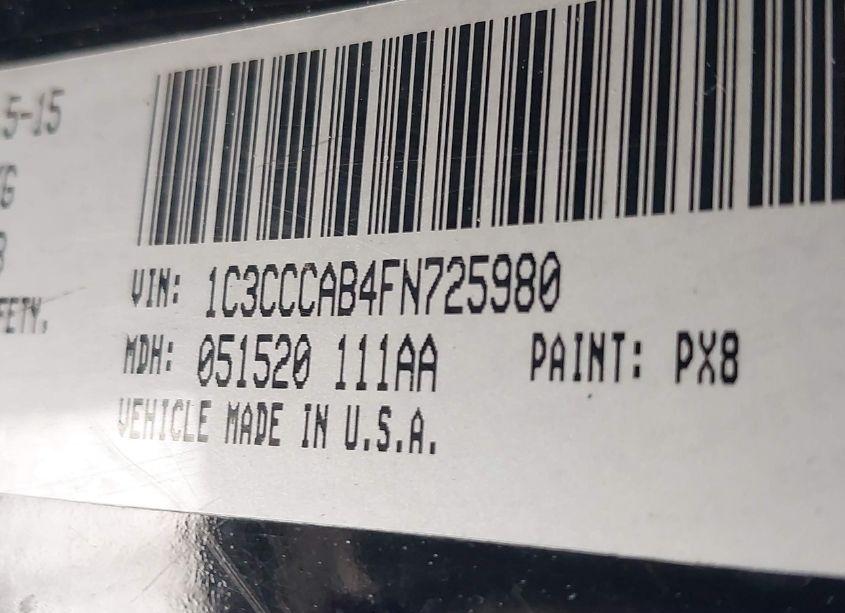 5-15
VIN: 1C3CCCAB4FN725980
MDH: 051520 111AA PAINT: PX8
VEHICLE MADE IN U.S.A.